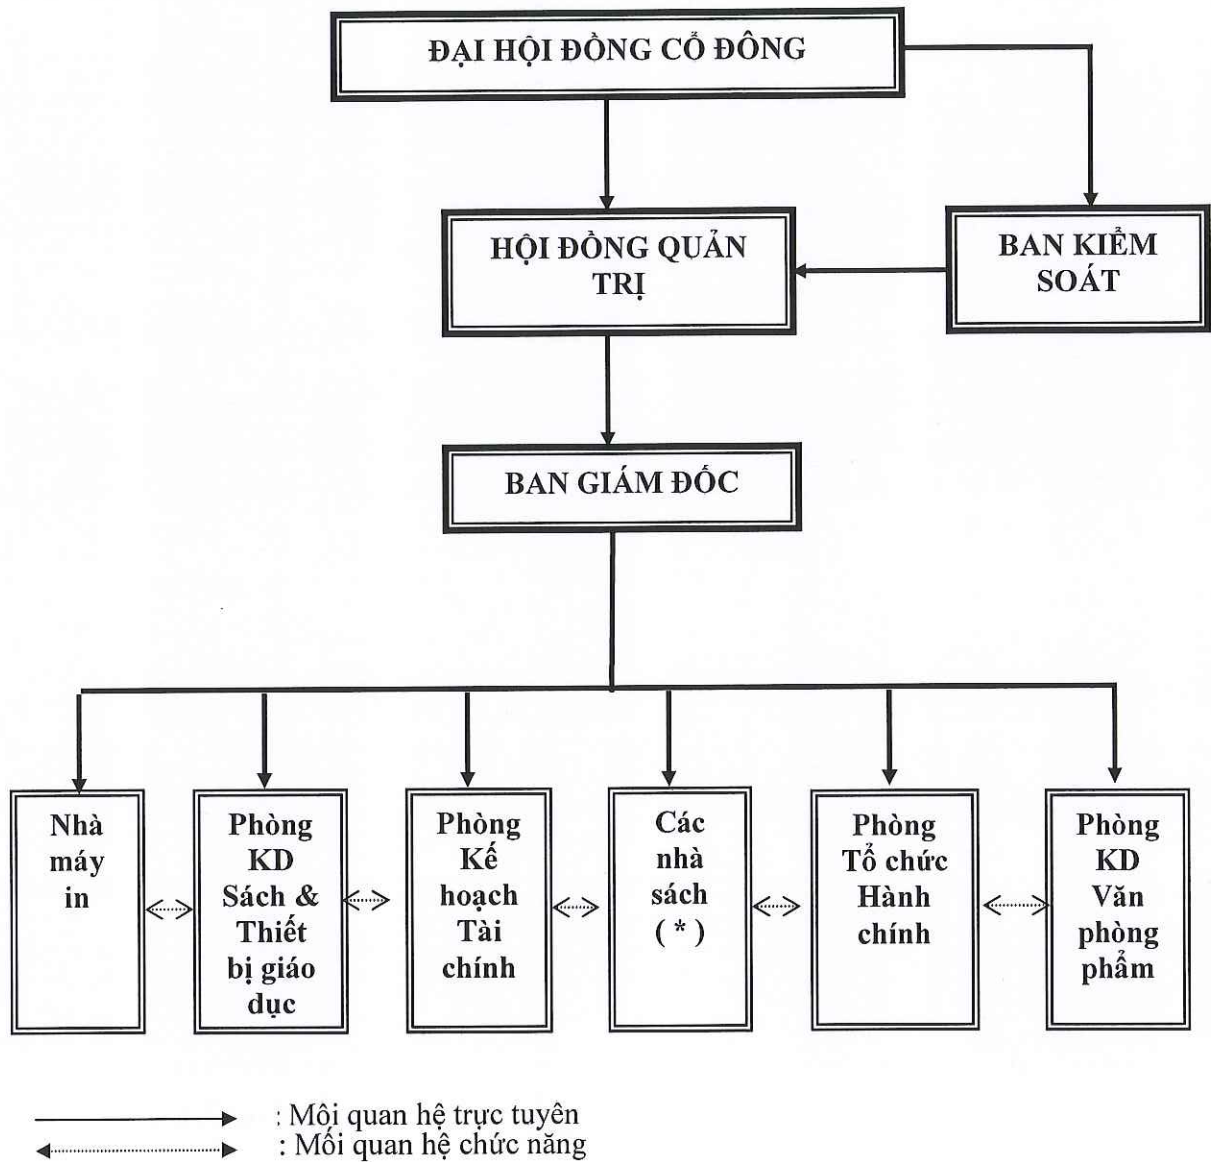 ĐẠI HỘI ĐỒNG CỔ ĐÔNG
HỘI ĐỒNG QUẢN
TRỊ
BAN KIỂM
SOÁT
BAN GIÁM ĐỐC
Nhà
máy
in
Phòng
KD
Sách &
Thiết
bị giáo
dục
Phòng
Kế
hoạch
Tài
chính
Các
nhà
sách
( * )
Phòng
Tổ chức
Hành
chính
Phòng
KD
Văn
phòng
phẩm
: Mối quan hệ trực tuyên
: Mối quan hệ chức năng